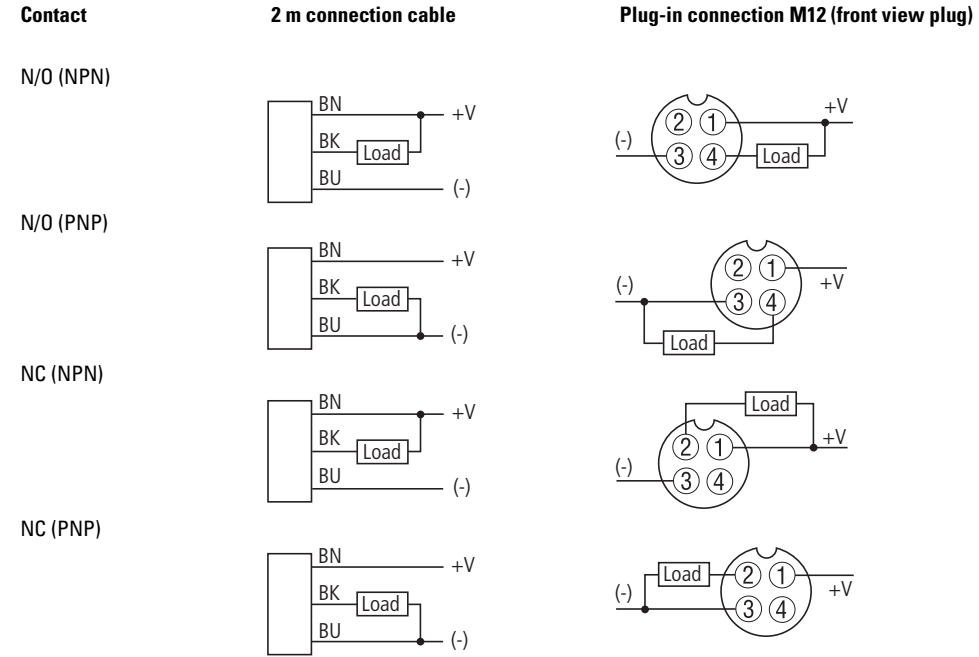 Contact 2 m connection cable Plug-in connection M12 (front view plug)
N/O (NPN)
BN +V
BK Load
BU (-)
+V
2 1
(-) 3 4 Load
N/O (PNP)
BN +V
BK Load
BU (-)
2 1 +V
(-) 3 4
Load
NC (NPN)
BN +V
BK Load
BU (-)
Load
2 1 +V
(-) 3 4
NC (PNP)
BN +V
BK Load
BU (-)
Load 2 1 +V
(-) 3 4